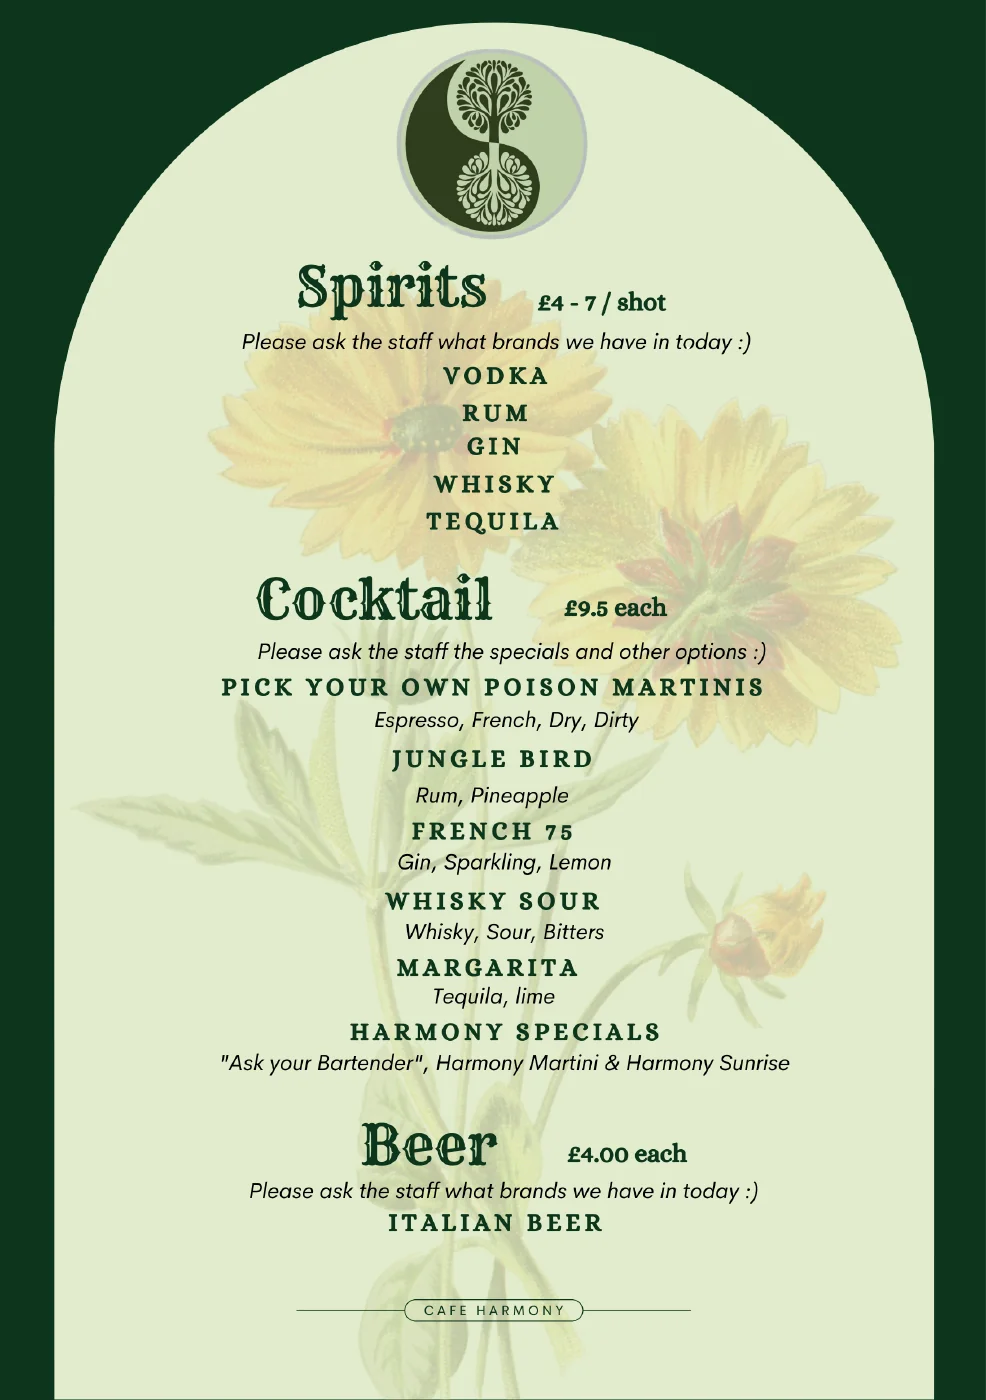 Spirits £4 - 7 / shot
Please ask the staff what brands we have in today :)
VODKA
RUM
GIN
WHISKY
TEQUILA
Cocktail £9.5 each
Please ask the staff the specials and other options :)
PICK YOUR OWN POISON MARTINIS
Espresso, French, Dry, Dirty
JUNGLE BIRD
Rum, Pineapple
FRENCH 75
Gin, Sparkling, Lemon
WHISKY SOUR
Whisky, Sour, Bitters
MARGARITA
Tequila, lime
HARMONY SPECIALS
"Ask your Bartender", Harmony Martini & Harmony Sunrise
Beer £4.00 each
Please ask the staff what brands we have in today :)
ITALIAN BEER
CAFE HARMONY